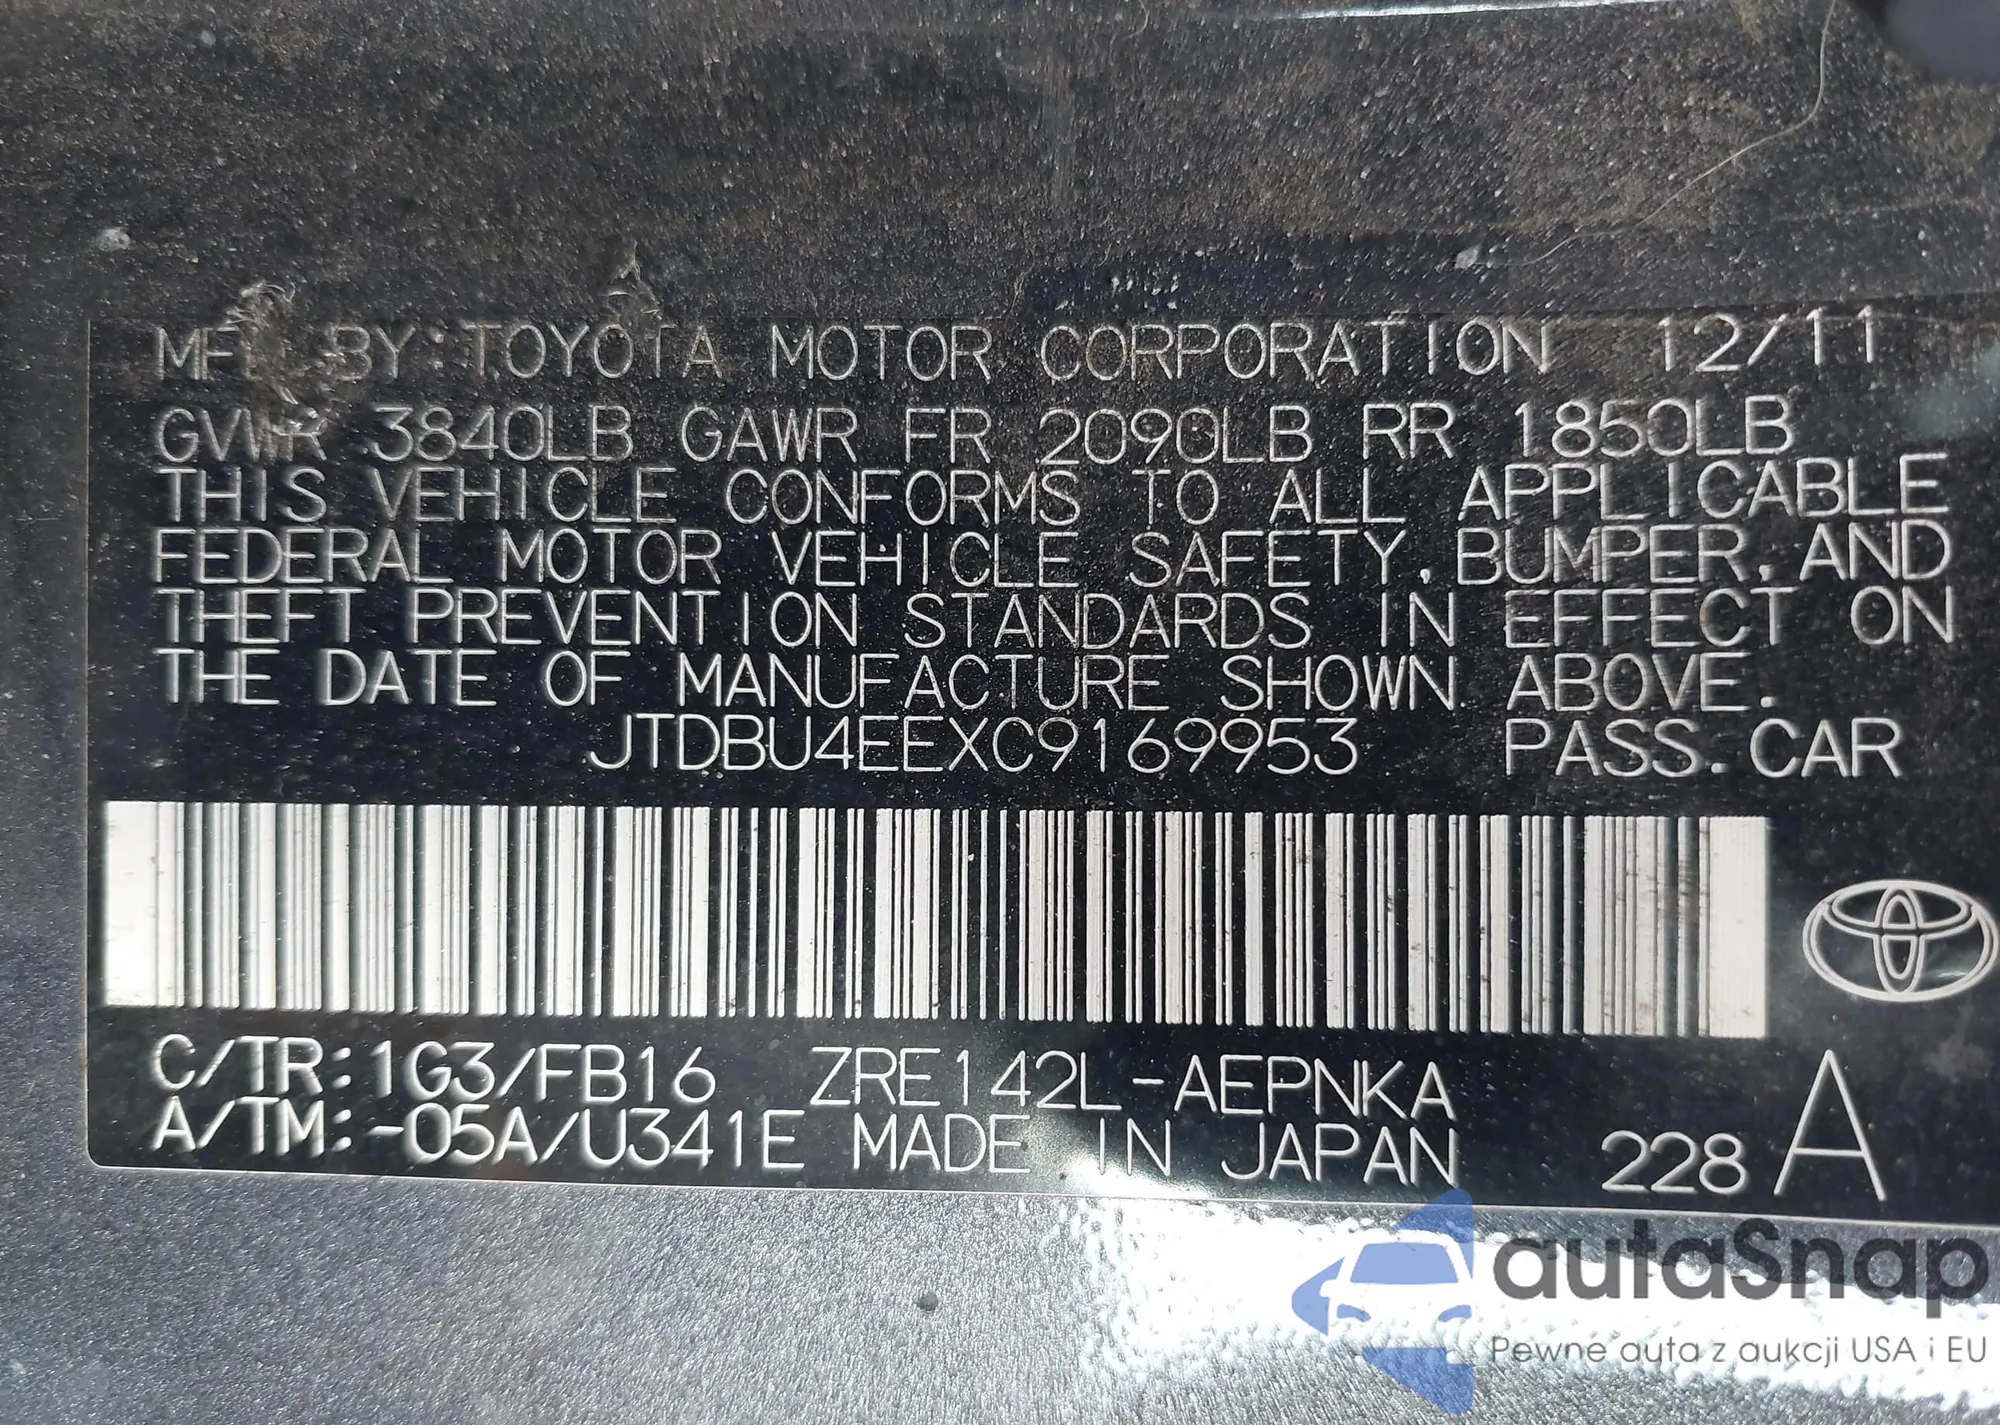 MFD. BY: TOYOTA MOTOR CORPORATION 12/11
GVWR 3840LB GAWR FR 2090LB RR 1850LB
THIS VEHICLE CONFORMS TO ALL APPLICABLE
FEDERAL MOTOR VEHICLE SAFETY, BUMPER, AND
THEFT PREVENTION STANDARDS IN EFFECT ON
THE DATE OF MANUFACTURE SHOWN ABOVE.
JTDBU4EEXC9169953 PASS. CAR
C/TR:1G3/FB16 ZRE142L-AEPNKA
A/TM:-05A/U341E MADE IN JAPAN 228 A
autaSnap
Pewne auta z aukcji USA i EU